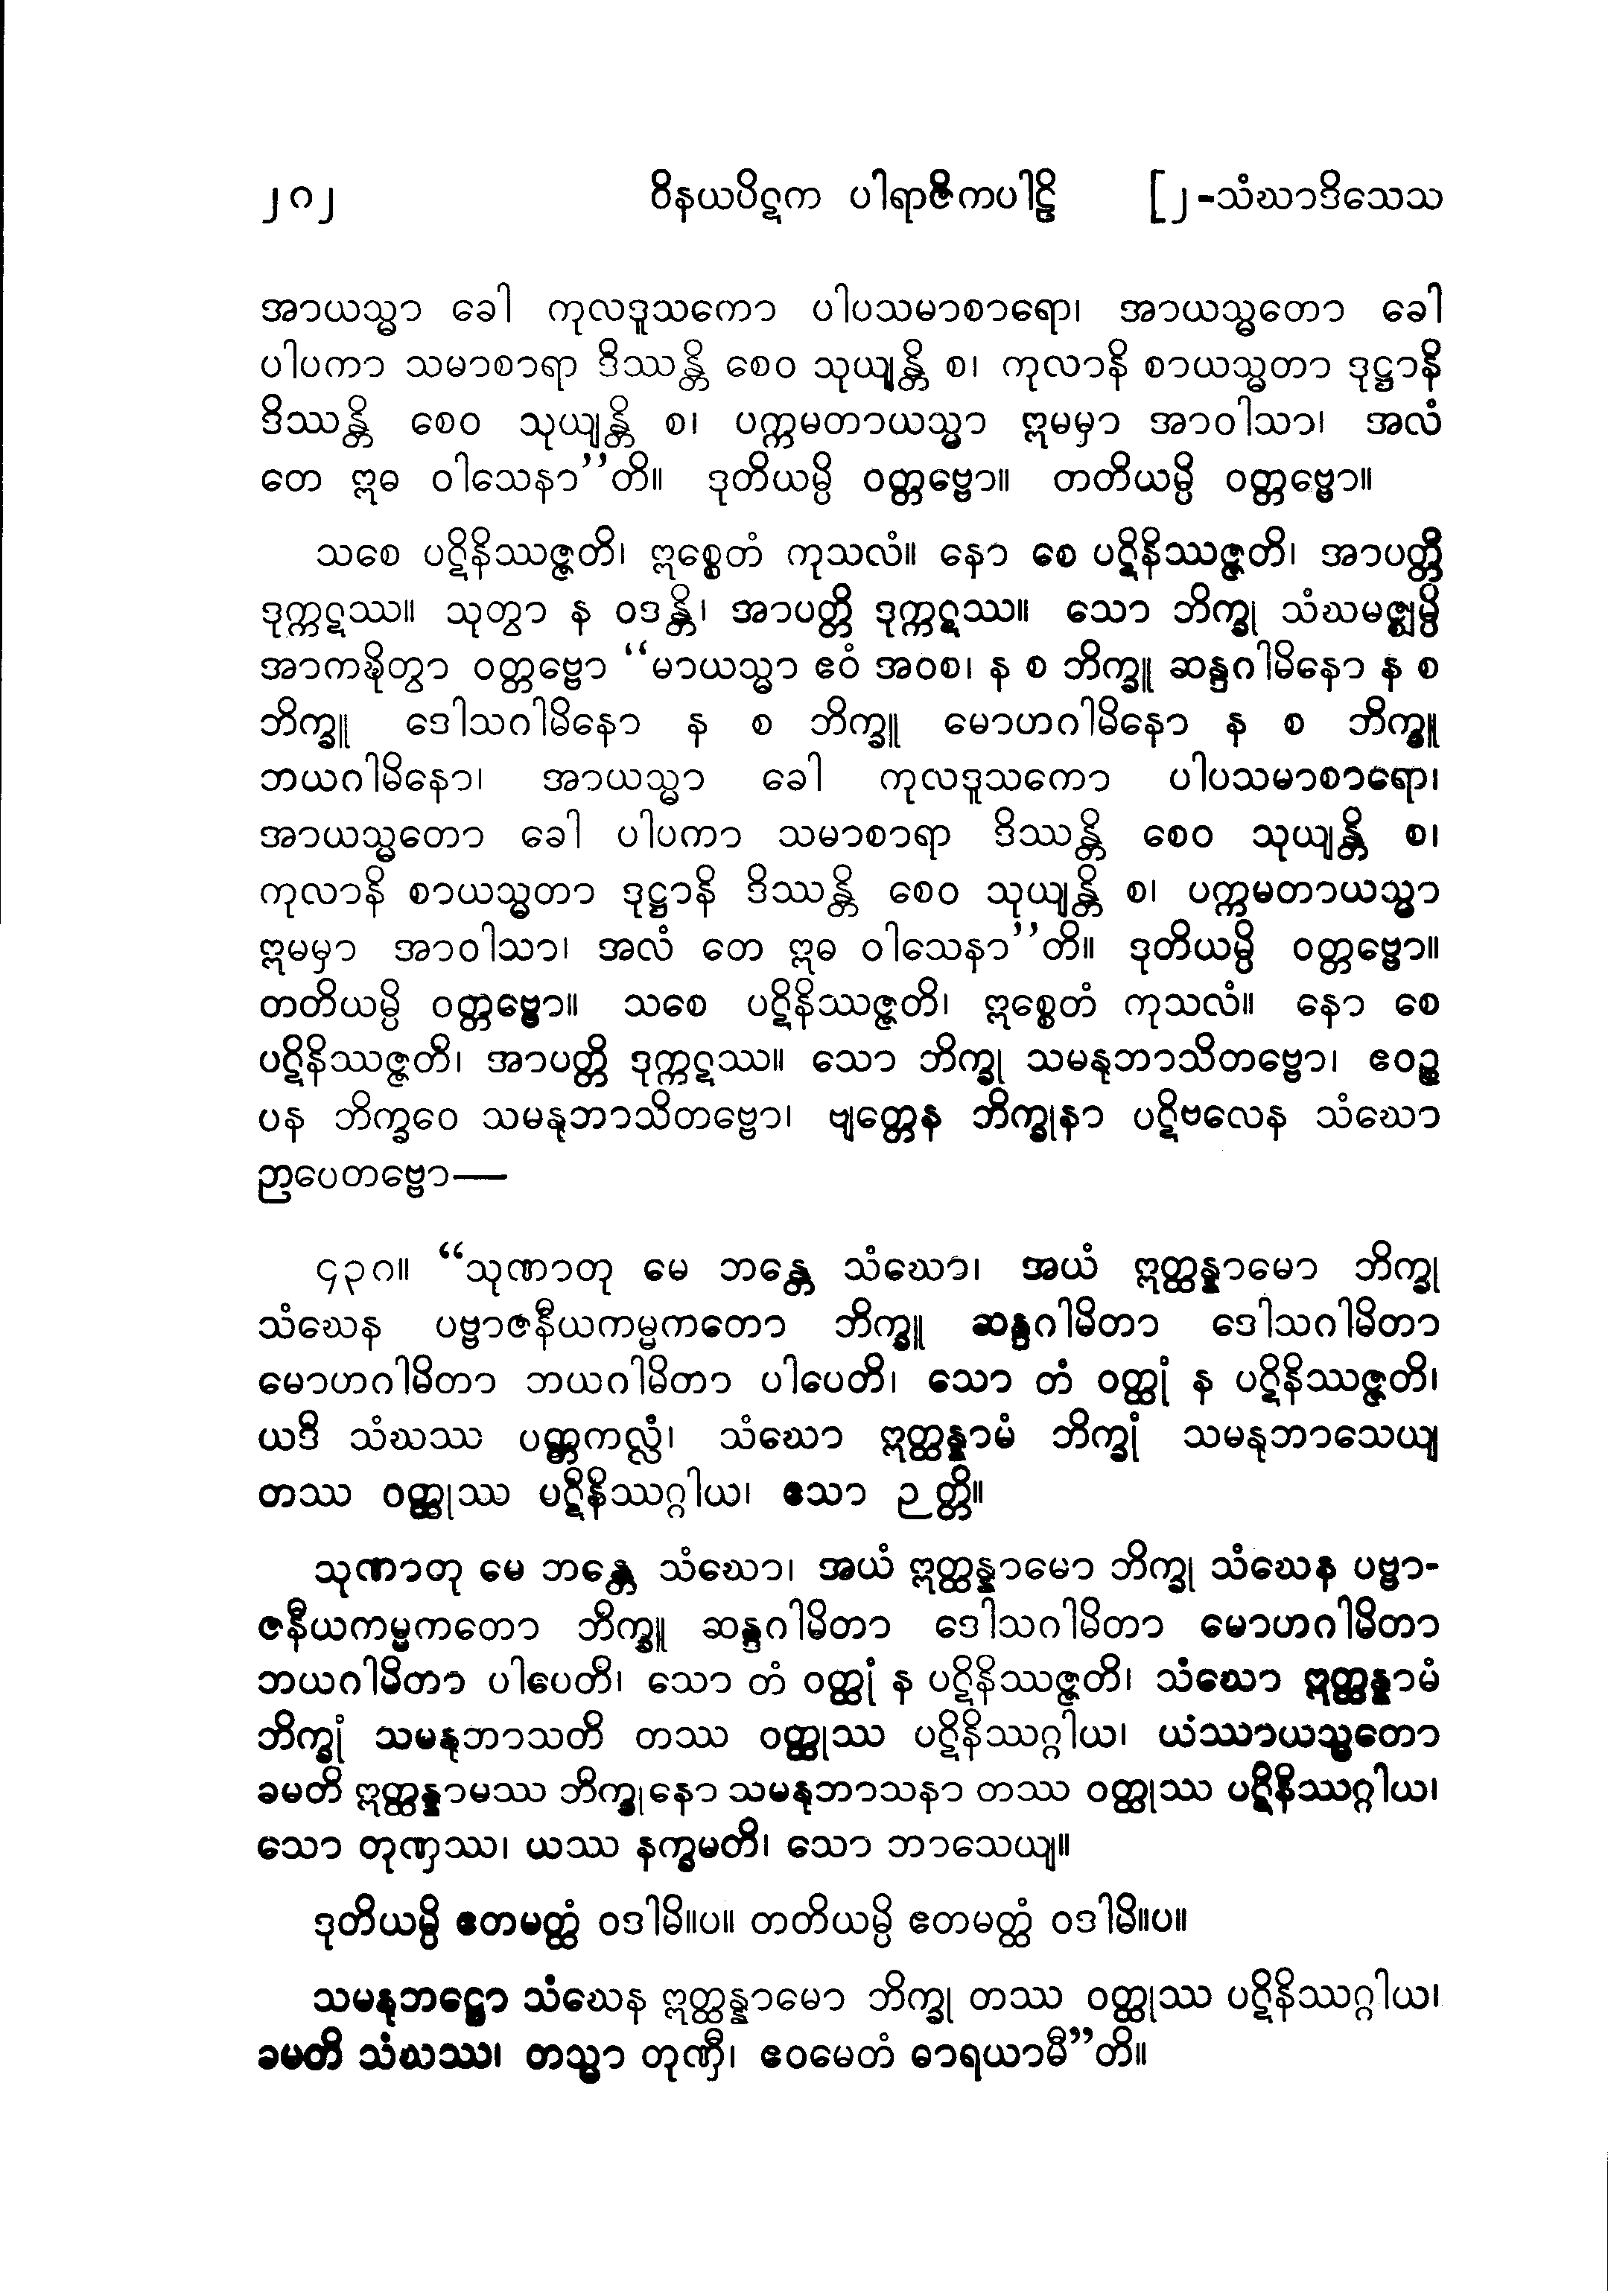 ၂၀၂ ဝိနယပိဋက ပါရာဇိကပါဠိ [၂-သံဃာဒိသေသ
အာယသ္မာ ခေါ ကုလဒူသကော ပါပသမာစာရော၊ အာယသ္မတော ခေါ
ပါပကာ သမာစာရာ ဒိဿန္တိ စေဝ သုယျန္တိ စ၊ ကုလာနိ စာယသ္မတာ ဒုဋ္ဌာနိ
ဒိဿန္တိ စေဝ သုယျန္တိ စ၊ ပက္ကမတာယသ္မာ ဣမမှာ အာဝါသာ၊ အလံ
တေ ဣဓ ဝါသေနာ’’တိ။ ဒုတိယမ္ပိ ဝတ္တဗ္ဗော။ တတိယမ္ပိ ဝတ္တဗ္ဗော။
သစေ ပဋိနိဿဇ္ဇတိ၊ ဣစ္စေတံ ကုသလံ။ နော စေ ပဋိနိဿဇ္ဇတိ၊ အာပတ္တိ
ဒုက္ကဋဿ။ သုတွာ န ဝဒန္တိ၊ အာပတ္တိ ဒုက္ကဋဿ။ သော ဘိက္ခု သံဃမဇ္ဈမ္ပိ
အာကဍ္ဎိတွာ ဝတ္တဗ္ဗော “မာယသ္မာ ဧဝံ အဝစ၊ န စ ဘိက္ခူ ဆန္ဒဂါမိနော န စ
ဘိက္ခူ ဒေါသဂါမိနော န စ ဘိက္ခူ မောဟဂါမိနော န စ ဘိက္ခူ
ဘယဂါမိနော၊ အာယသ္မာ ခေါ ကုလဒူသကော ပါပသမာစာရော၊
အာယသ္မတော ခေါ ပါပကာ သမာစာရာ ဒိဿန္တိ စေဝ သုယျန္တိ စ၊
ကုလာနိ စာယသ္မတာ ဒုဋ္ဌာနိ ဒိဿန္တိ စေဝ သုယျန္တိ စ၊ ပက္ကမတာယသ္မာ
ဣမမှာ အာဝါသာ၊ အလံ တေ ဣဓ ဝါသေနာ’’တိ။ ဒုတိယမ္ပိ ဝတ္တဗ္ဗော။
တတိယမ္ပိ ဝတ္တဗ္ဗော။ သစေ ပဋိနိဿဇ္ဇတိ၊ ဣစ္စေတံ ကုသလံ။ နော စေ
ပဋိနိဿဇ္ဇတိ၊ အာပတ္တိ ဒုက္ကဋဿ။ သော ဘိက္ခု သမနုဘာသိတဗ္ဗော၊ ဧဝဉ္စ
ပန ဘိက္ခဝေ သမနုဘာသိတဗ္ဗော၊ ဗျတ္တေန ဘိက္ခုနာ ပဋိဗလေန သံဃော
ဉာပေတဗ္ဗော—
၄၃၀။ “သုဏာတု မေ ဘန္တေ သံဃော၊ အယံ ဣတ္ထန္နာမော ဘိက္ခု
သံဃေန ပဗ္ဗာဇနီယကမ္မကတော ဘိက္ခူ ဆန္ဒဂါမိတာ ဒေါသဂါမိတာ
မောဟဂါမိတာ ဘယဂါမိတာ ပါပေတိ၊ သော တံ ဝတ္ထုံ န ပဋိနိဿဇ္ဇတိ၊
ယဒိ သံဃဿ ပတ္တကလ္လံ၊ သံဃော ဣတ္ထန္နာမံ ဘိက္ခုံ သမနုဘာသေယျ
တဿ ဝတ္ထုဿ ပဋိနိဿဂ္ဂါယ၊ ဧသာ ဉတ္တိ။
သုဏာတု မေ ဘန္တေ သံဃော၊ အယံ ဣတ္ထန္နာမော ဘိက္ခု သံဃေန ပဗ္ဗာ-
ဇနီယကမ္မကတော ဘိက္ခူ ဆန္ဒဂါမိတာ ဒေါသဂါမိတာ မောဟဂါမိတာ
ဘယဂါမိတာ ပါပေတိ၊ သော တံ ဝတ္ထုံ န ပဋိနိဿဇ္ဇတိ၊ သံဃော ဣတ္ထန္နာမံ
ဘိက္ခုံ သမနုဘာသတိ တဿ ဝတ္ထုဿ ပဋိနိဿဂ္ဂါယ၊ ယဿာယသ္မတော
ခမတိ ဣတ္ထန္နာမဿ ဘိက္ခုနော သမနုဘာသနာ တဿ ဝတ္ထုဿ ပဋိနိဿဂ္ဂါယ၊
သော တုဏှဿ၊ ယဿ နက္ခမတိ၊ သော ဘာသေယျ။
ဒုတိယမ္ပိ ဧတမတ္ထံ ဝဒါမိ။ပ။ တတိယမ္ပိ ဧတမတ္ထံ ဝဒါမိ။ပ။
သမနုဘဋ္ဌော သံဃေန ဣတ္ထန္နာမော ဘိက္ခု တဿ ဝတ္ထုဿ ပဋိနိဿဂ္ဂါယ၊
ခမတိ သံဃဿ၊ တသ္မာ တုဏှီ၊ ဧဝမေတံ ဓာရယာမီ”တိ။